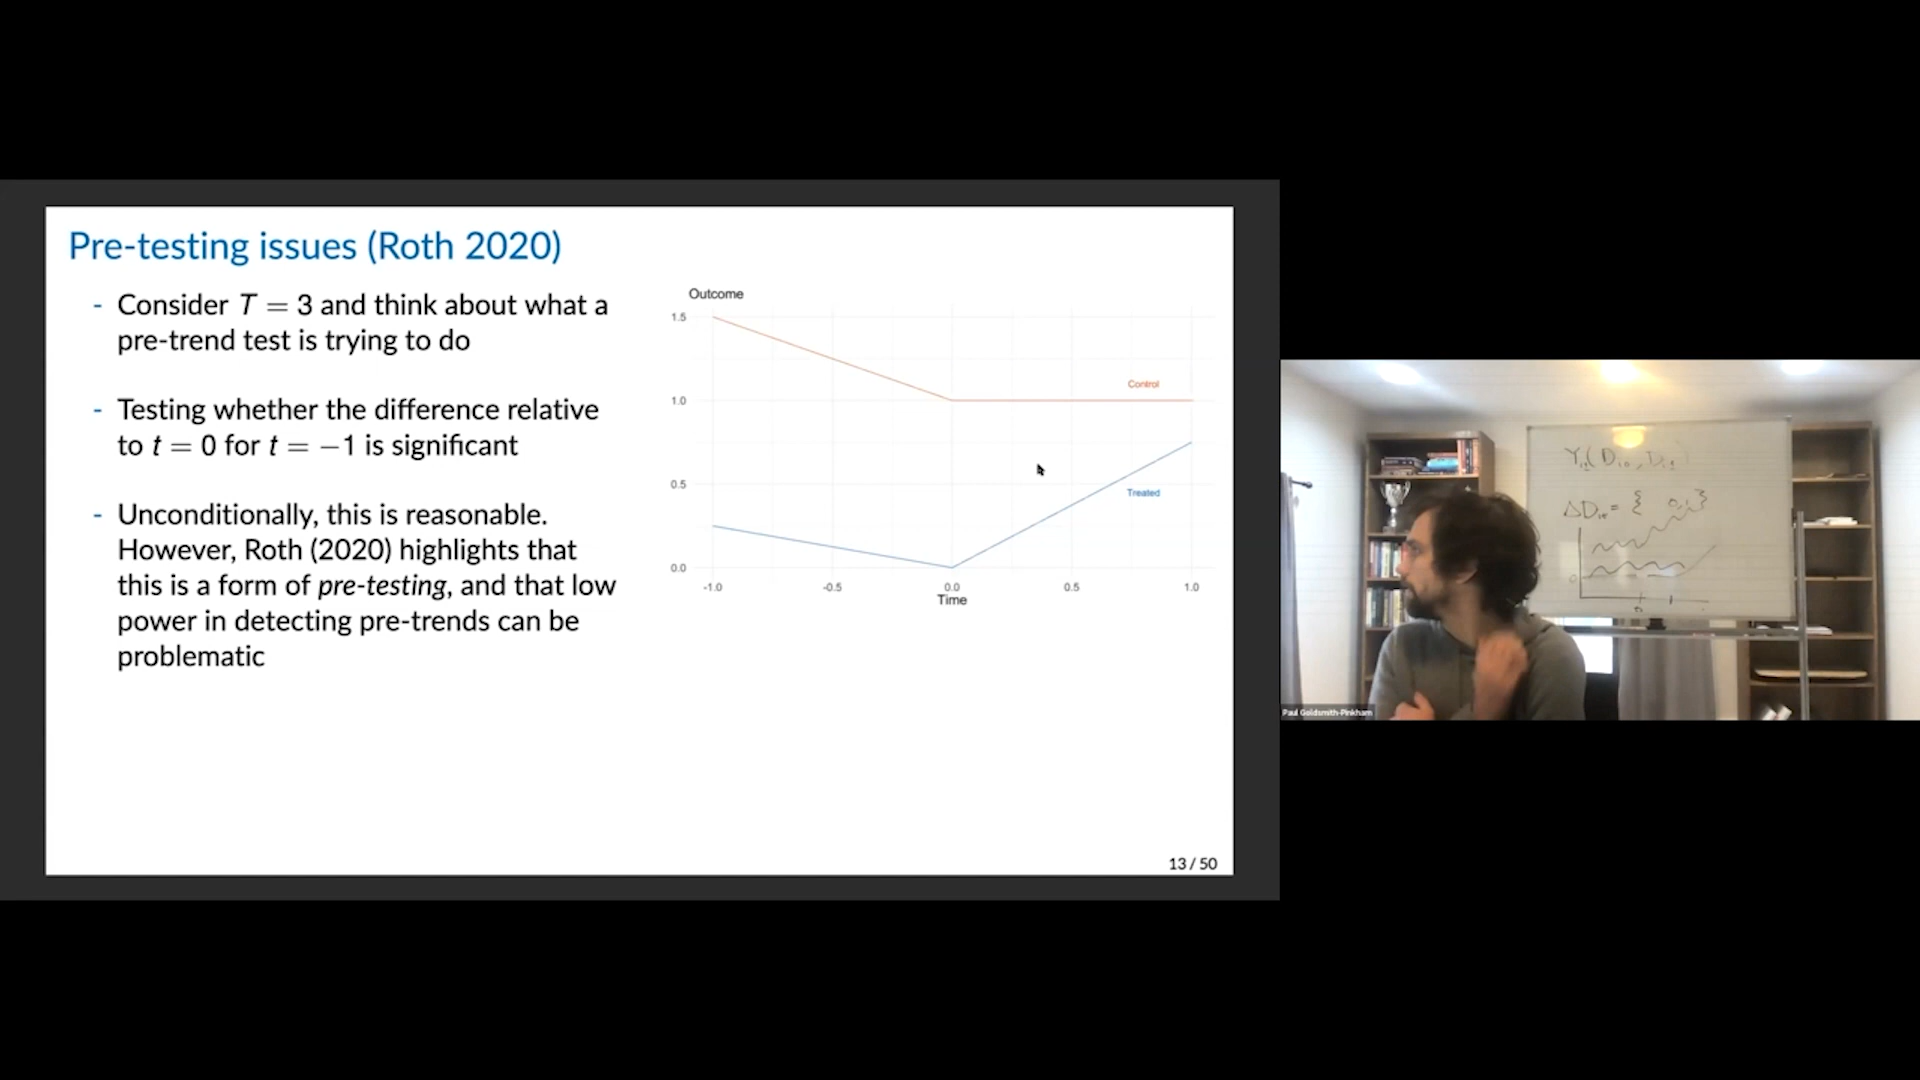 Pre-testing issues (Roth 2020)
- Consider T = 3 and think about what a
pre-trend test is trying to do
- Testing whether the difference relative
to t = 0 for t = −1 is significant
- Unconditionally, this is reasonable.
However, Roth (2020) highlights that
this is a form of pre-testing, and that low
power in detecting pre-trends can be
problematic
Outcome
1.5
1.0
0.5
0.0
Control
Treated
-1.0 -0.5 0.0 0.5 1.0
Time
13 / 50
Paul Goldsmith-Pinkham